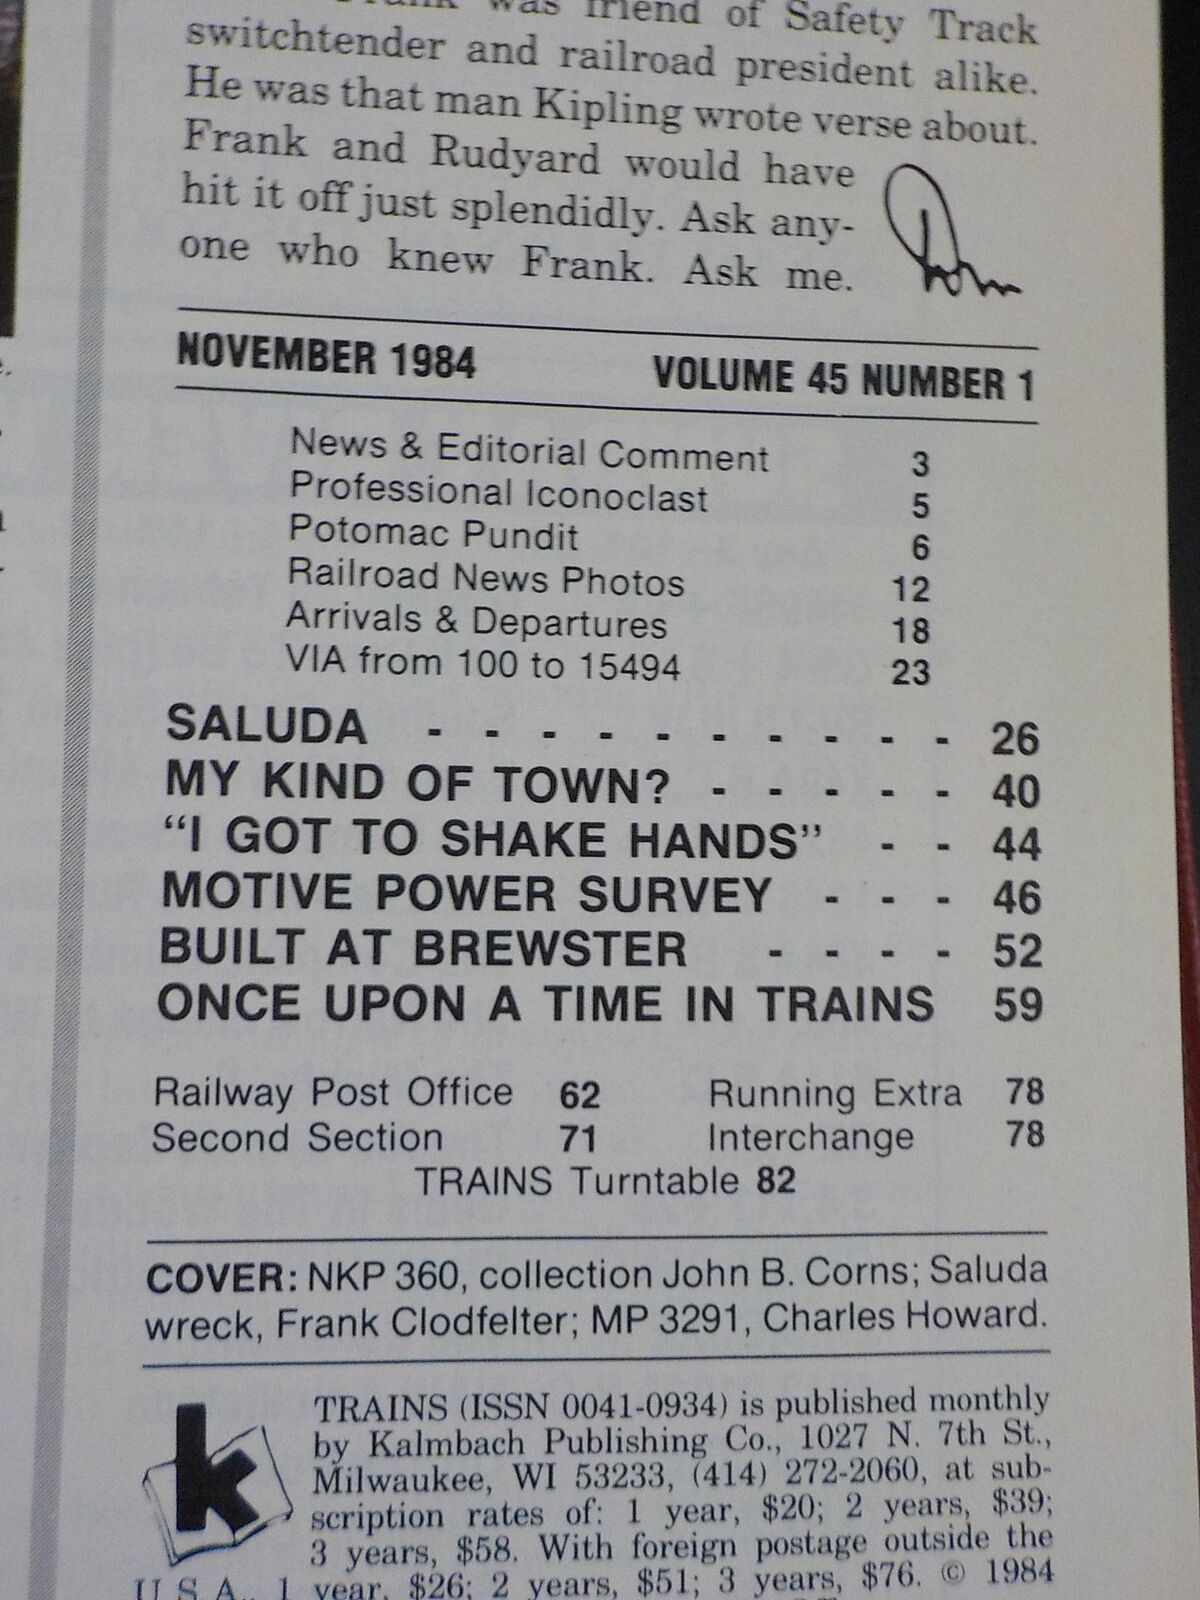 Frank was friend of Safety Track
switchtender and railroad president alike.
He was that man Kipling wrote verse about.
Frank and Rudyard would have
hit it off just splendidly. Ask any-
one who knew Frank. Ask me.
NOVEMBER 1984 VOLUME 45 NUMBER 1
News & Editorial Comment 3
Professional Iconoclast 5
Potomac Pundit 6
Railroad News Photos 12
Arrivals & Departures 18
VIA from 100 to 15494 23
SALUDA - - - - - - - - - - 26
MY KIND OF TOWN? - - - - - 40
“I GOT TO SHAKE HANDS” - - 44
MOTIVE POWER SURVEY - - - 46
BUILT AT BREWSTER - - - - 52
ONCE UPON A TIME IN TRAINS 59
Railway Post Office 62 Running Extra 78
Second Section 71 Interchange 78
TRAINS Turntable 82
COVER: NKP 360, collection John B. Corns; Saluda
wreck, Frank Clodfelter; MP 3291, Charles Howard.
k
TRAINS (ISSN 0041-0934) is published monthly
by Kalmbach Publishing Co., 1027 N. 7th St.,
Milwaukee, WI 53233, (414) 272-2060, at sub-
scription rates of: 1 year, $20; 2 years, $39;
3 years, $58. With foreign postage outside the
U.S.A., 1 year, $26; 2 years, $51; 3 years, $76. © 1984